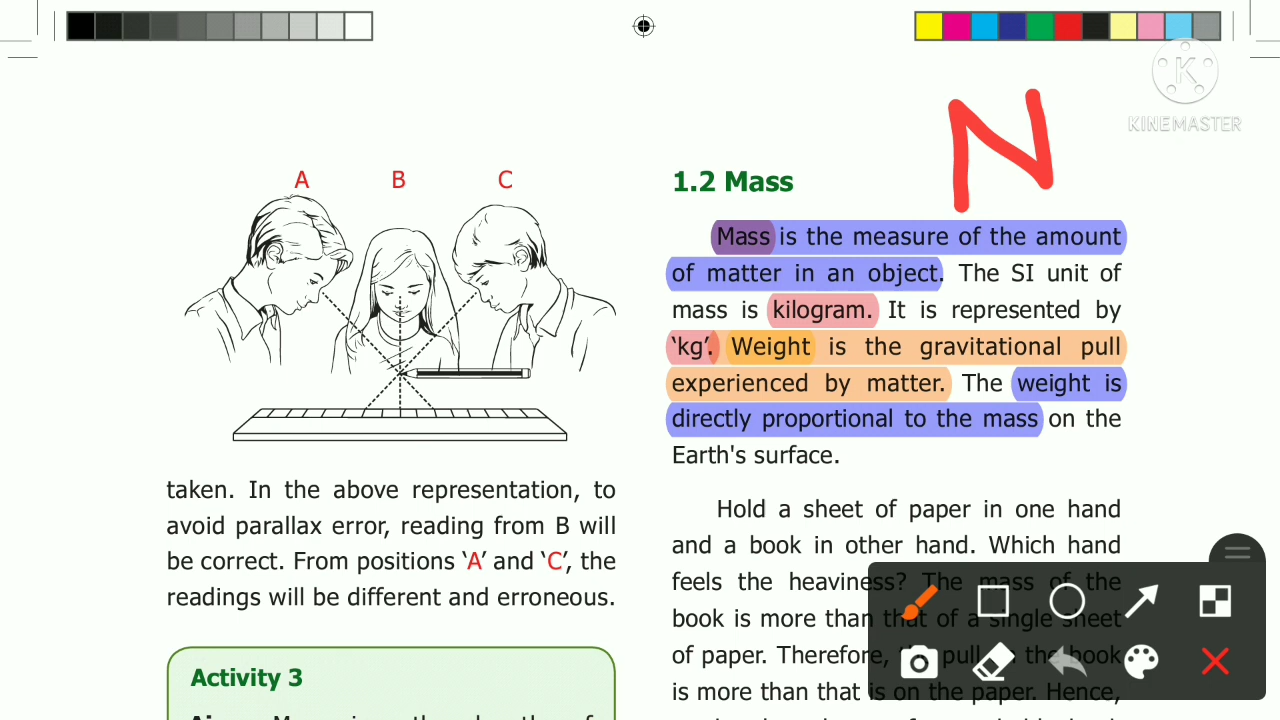 A B C
taken. In the above representation, to
avoid parallax error, reading from B will
be correct. From positions ‘A’ and ‘C’, the
readings will be different and erroneous.
Activity 3
N
KINEMASTER
1.2 Mass
Mass is the measure of the amount
of matter in an object. The SI unit of
mass is kilogram. It is represented by
‘kg’. Weight is the gravitational pull
experienced by matter. The weight is
directly proportional to the mass on the
Earth's surface.
Hold a sheet of paper in one hand
and a book in other hand. Which hand
feels the heaviness? The mass of the
book is more than that of a single sheet
of paper. Therefore, pull the book
is more than that is on the paper. Hence,